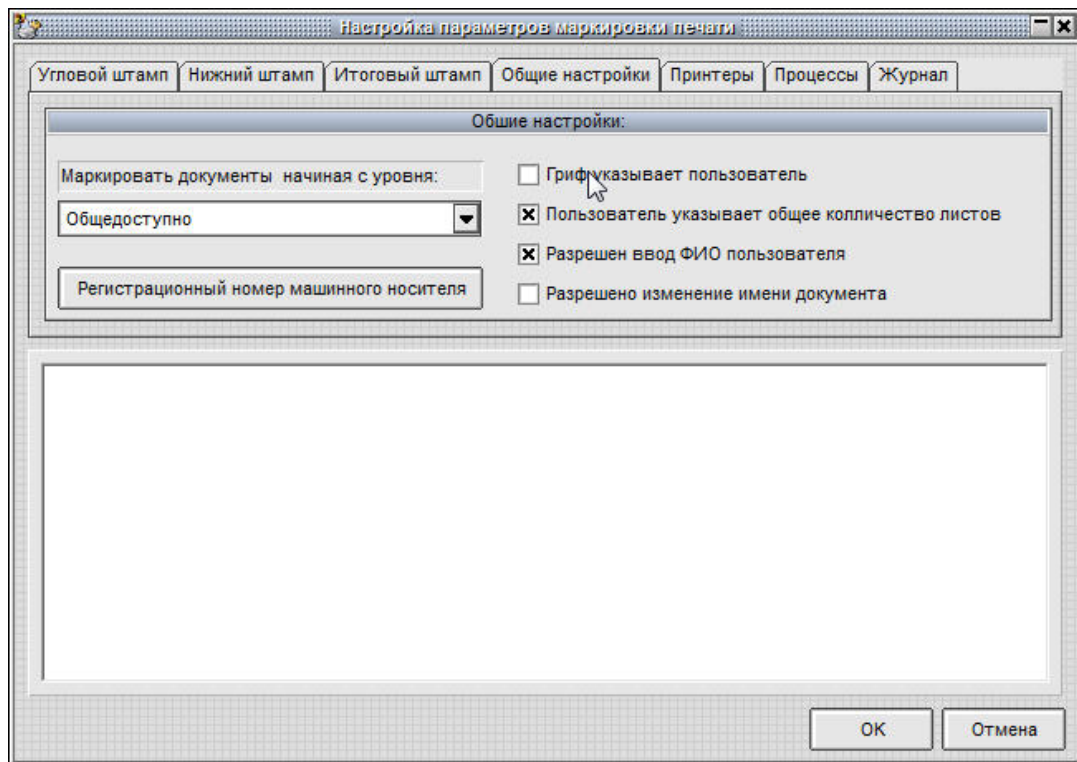 Настройка параметров маркировки печати
Угловой штамп Нижний штамп Итоговый штамп Общие настройки Принтеры Процессы Журнал
Обшие настройки:
Маркировать документы начиная с уровня:
Общедоступно
Регистрационный номер машинного носителя
Гриф указывает пользователь
Пользователь указывает общее колличество листов
Разрешен ввод ФИО пользователя
Разрешено изменение имени документа
OK Отмена